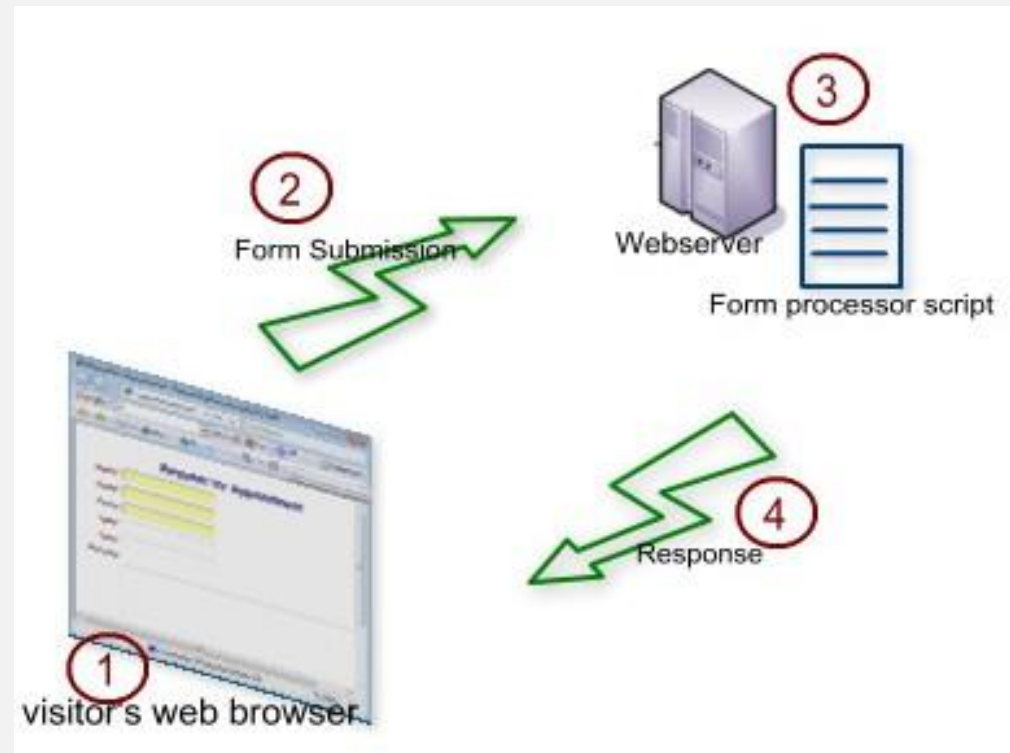 3
2
Form Submission
Webserver
Form processor script
4
Response
1
visitor's web browser